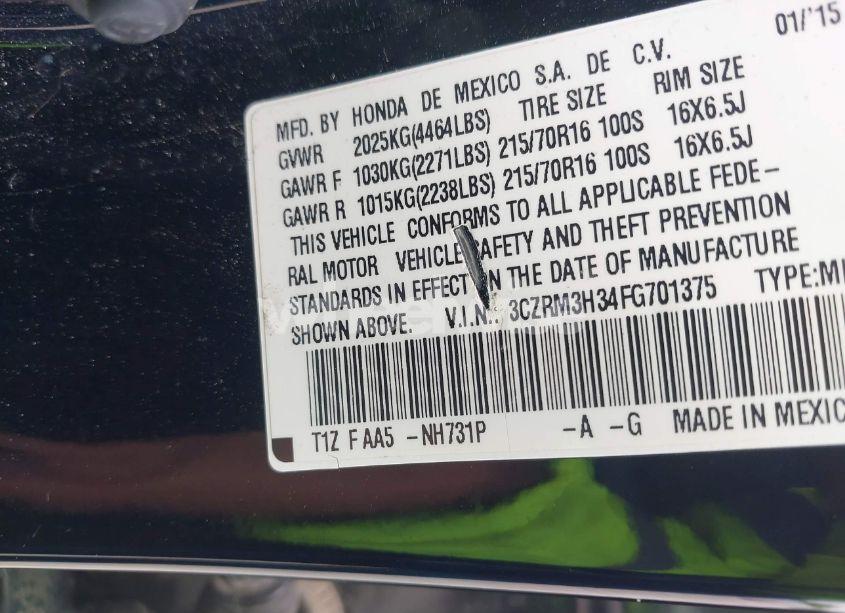 01/'15
MFD. BY HONDA DE MEXICO S.A. DE C.V.
GVWR 2025KG(4464LBS) TIRE SIZE RIM SIZE
GAWR F 1030KG(2271LBS) 215/70R16 100S 16X6.5J
GAWR R 1015KG(2238LBS) 215/70R16 100S 16X6.5J
THIS VEHICLE CONFORMS TO ALL APPLICABLE FEDE-
RAL MOTOR VEHICLE SAFETY AND THEFT PREVENTION
STANDARDS IN EFFECT ON THE DATE OF MANUFACTURE
SHOWN ABOVE. V.I.N.: 3CZRM3H34FG701375 TYPE:
T1Z F AA5 -NH731P -A -G MADE IN MEXIC